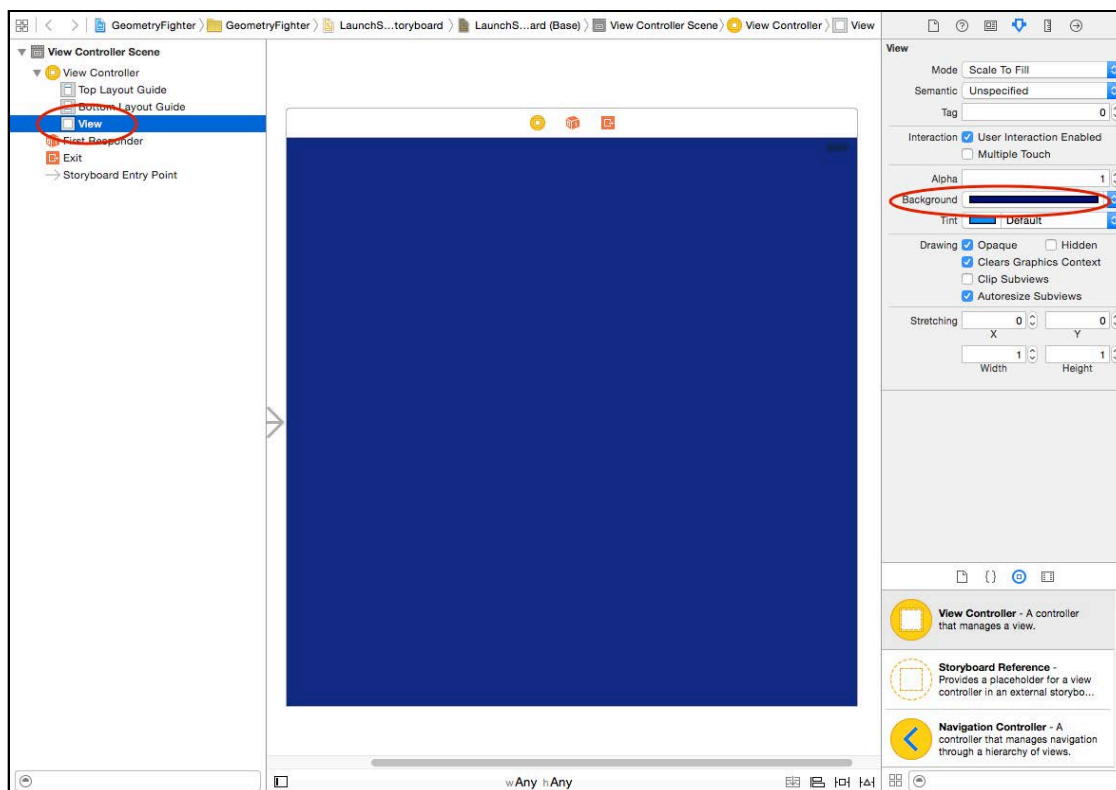 GeometryFighter GeometryFighter LaunchS...toryboard LaunchS...ard (Base) View Controller Scene View Controller View
View Controller Scene
View Controller
Top Layout Guide
Bottom Layout Guide
View
First Responder
Exit
Storyboard Entry Point
View
Mode Scale To Fill
Semantic Unspecified
Tag 0
Interaction User Interaction Enabled
Multiple Touch
Alpha 1
Background
Tint Default
Drawing Opaque Hidden
Clears Graphics Context
Clip Subviews
Autoresize Subviews
Stretching 0 0
X Y
1 1
Width Height
View Controller - A controller
that manages a view.
Storyboard Reference -
Provides a placeholder for a view
controller in an external storybo...
Navigation Controller - A
controller that manages navigation
through a hierarchy of views.
wAny hAny